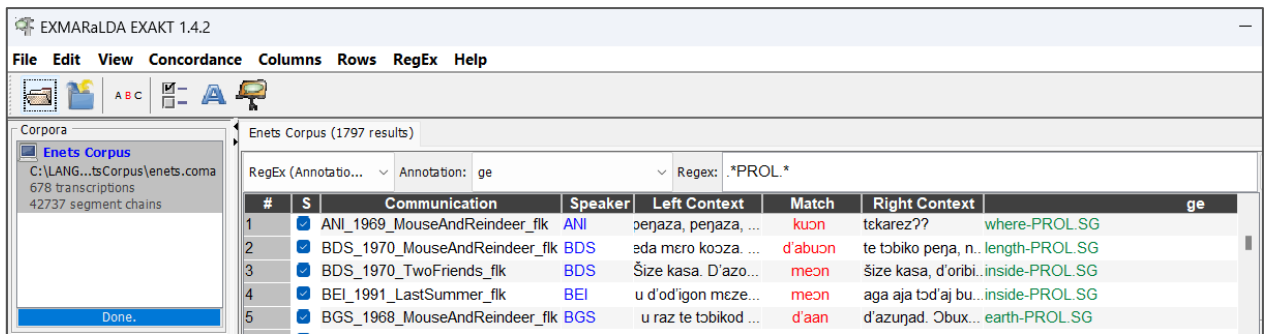 EXMARaLDA EXAKT 1.4.2
File Edit View Concordance Columns Rows RegEx Help
A B C
Corpora
Enets Corpus
C:\LANG...tsCorpus\enets.coma
678 transcriptions
42737 segment chains
Done.
Enets Corpus (1797 results)
RegEx (Annotatio... Annotation: ge Regex: .*PROL.*
# S Communication Speaker Left Context Match Right Context ge
1 ANI_1969_MouseAndReindeer_flk ANI peŋaza, peŋaza, ... kuɔn tɛkarez?? where-PROL.SG
2 BDS_1970_MouseAndReindeer_flk BDS eda mɛro koɔza. d'abuɔn te tɔbiko peŋa, n.. length-PROL.SG
3 BDS_1970_TwoFriends_flk BDS Šize kasa. D'azo... meɔn šize kasa, d'oribi.. inside-PROL.SG
4 BEI_1991_LastSummer_flk BEI u d'od'igon mɛze... meɔn aga aja tɔd'aj bu... inside-PROL.SG
5 BGS_1968_MouseAndReindeer_flk BGS u raz te tɔbikod ... d'aan d'azuŋad. Ɔbux... earth-PROL.SG